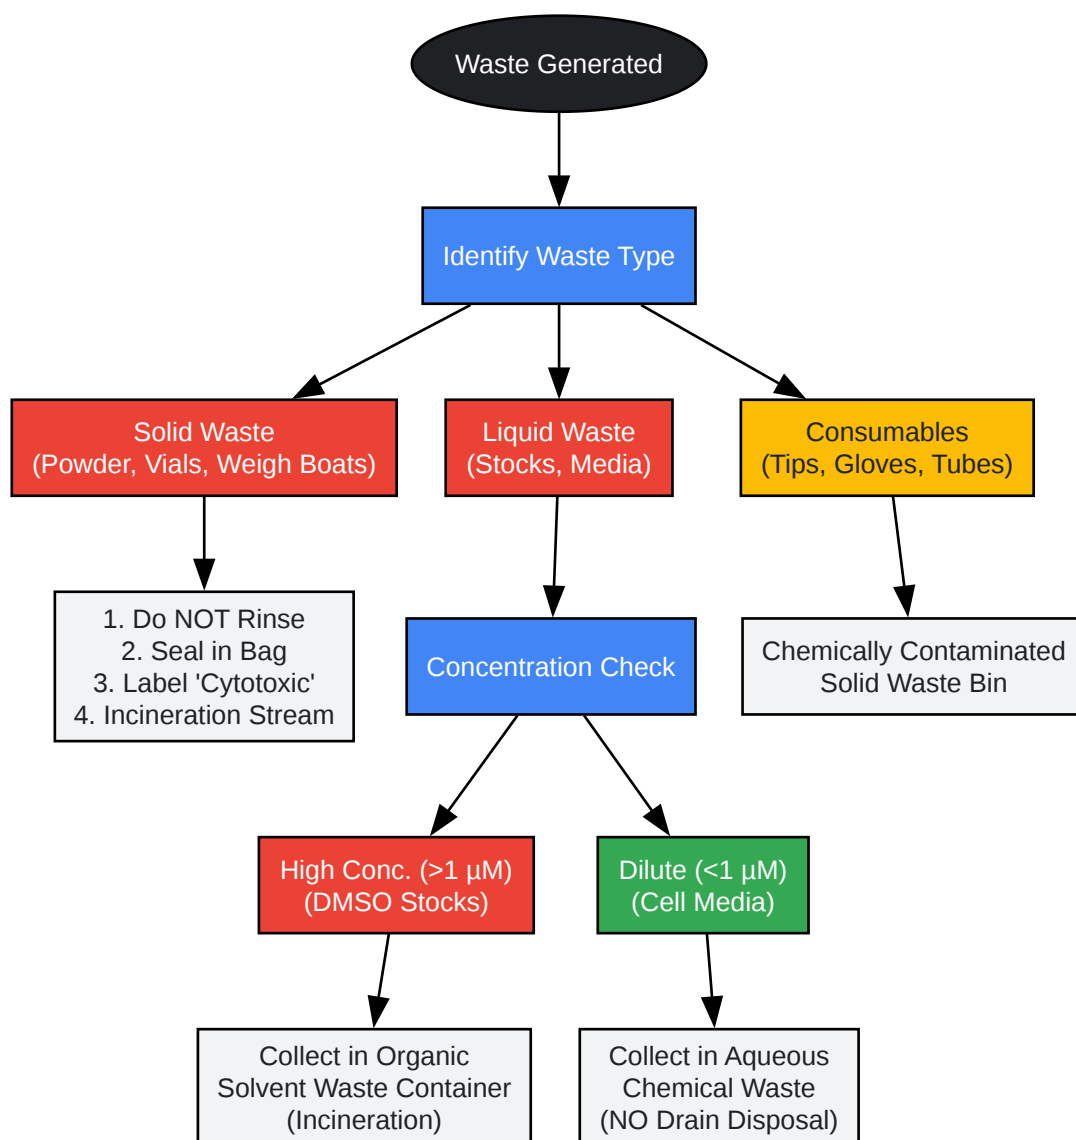 Waste Generated
Identify Waste Type
Solid Waste
(Powder, Vials, Weigh Boats)
Liquid Waste
(Stocks, Media)
Consumables
(Tips, Gloves, Tubes)
1. Do NOT Rinse
2. Seal in Bag
3. Label 'Cytotoxic'
4. Incineration Stream
Concentration Check
Chemically Contaminated
Solid Waste Bin
High Conc. (>1 µM)
(DMSO Stocks)
Dilute (<1 µM)
(Cell Media)
Collect in Organic
Solvent Waste Container
(Incineration)
Collect in Aqueous
Chemical Waste
(NO Drain Disposal)